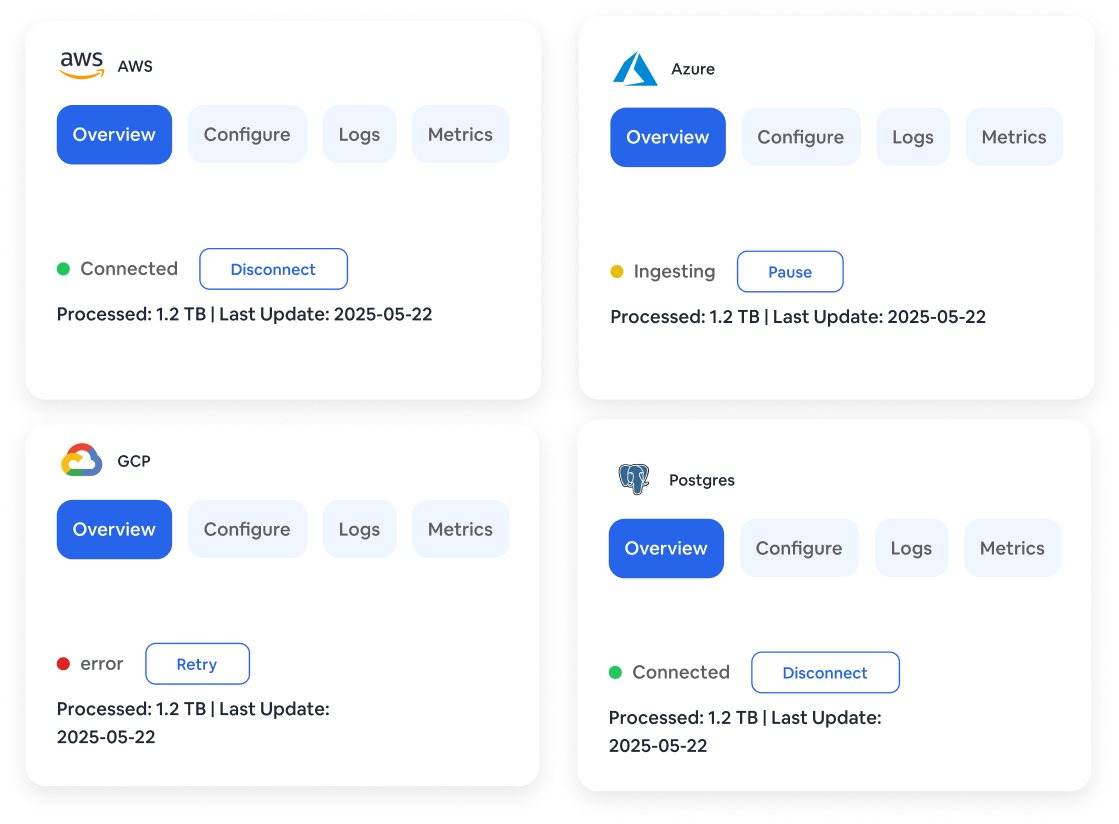 aws AWS
Overview Configure Logs Metrics
Connected Disconnect
Processed: 1.2 TB | Last Update: 2025-05-22
Azure
Overview Configure Logs Metrics
Ingesting Pause
Processed: 1.2 TB | Last Update: 2025-05-22
GCP
Overview Configure Logs Metrics
error Retry
Processed: 1.2 TB | Last Update:
2025-05-22
Postgres
Overview Configure Logs Metrics
Connected Disconnect
Processed: 1.2 TB | Last Update:
2025-05-22